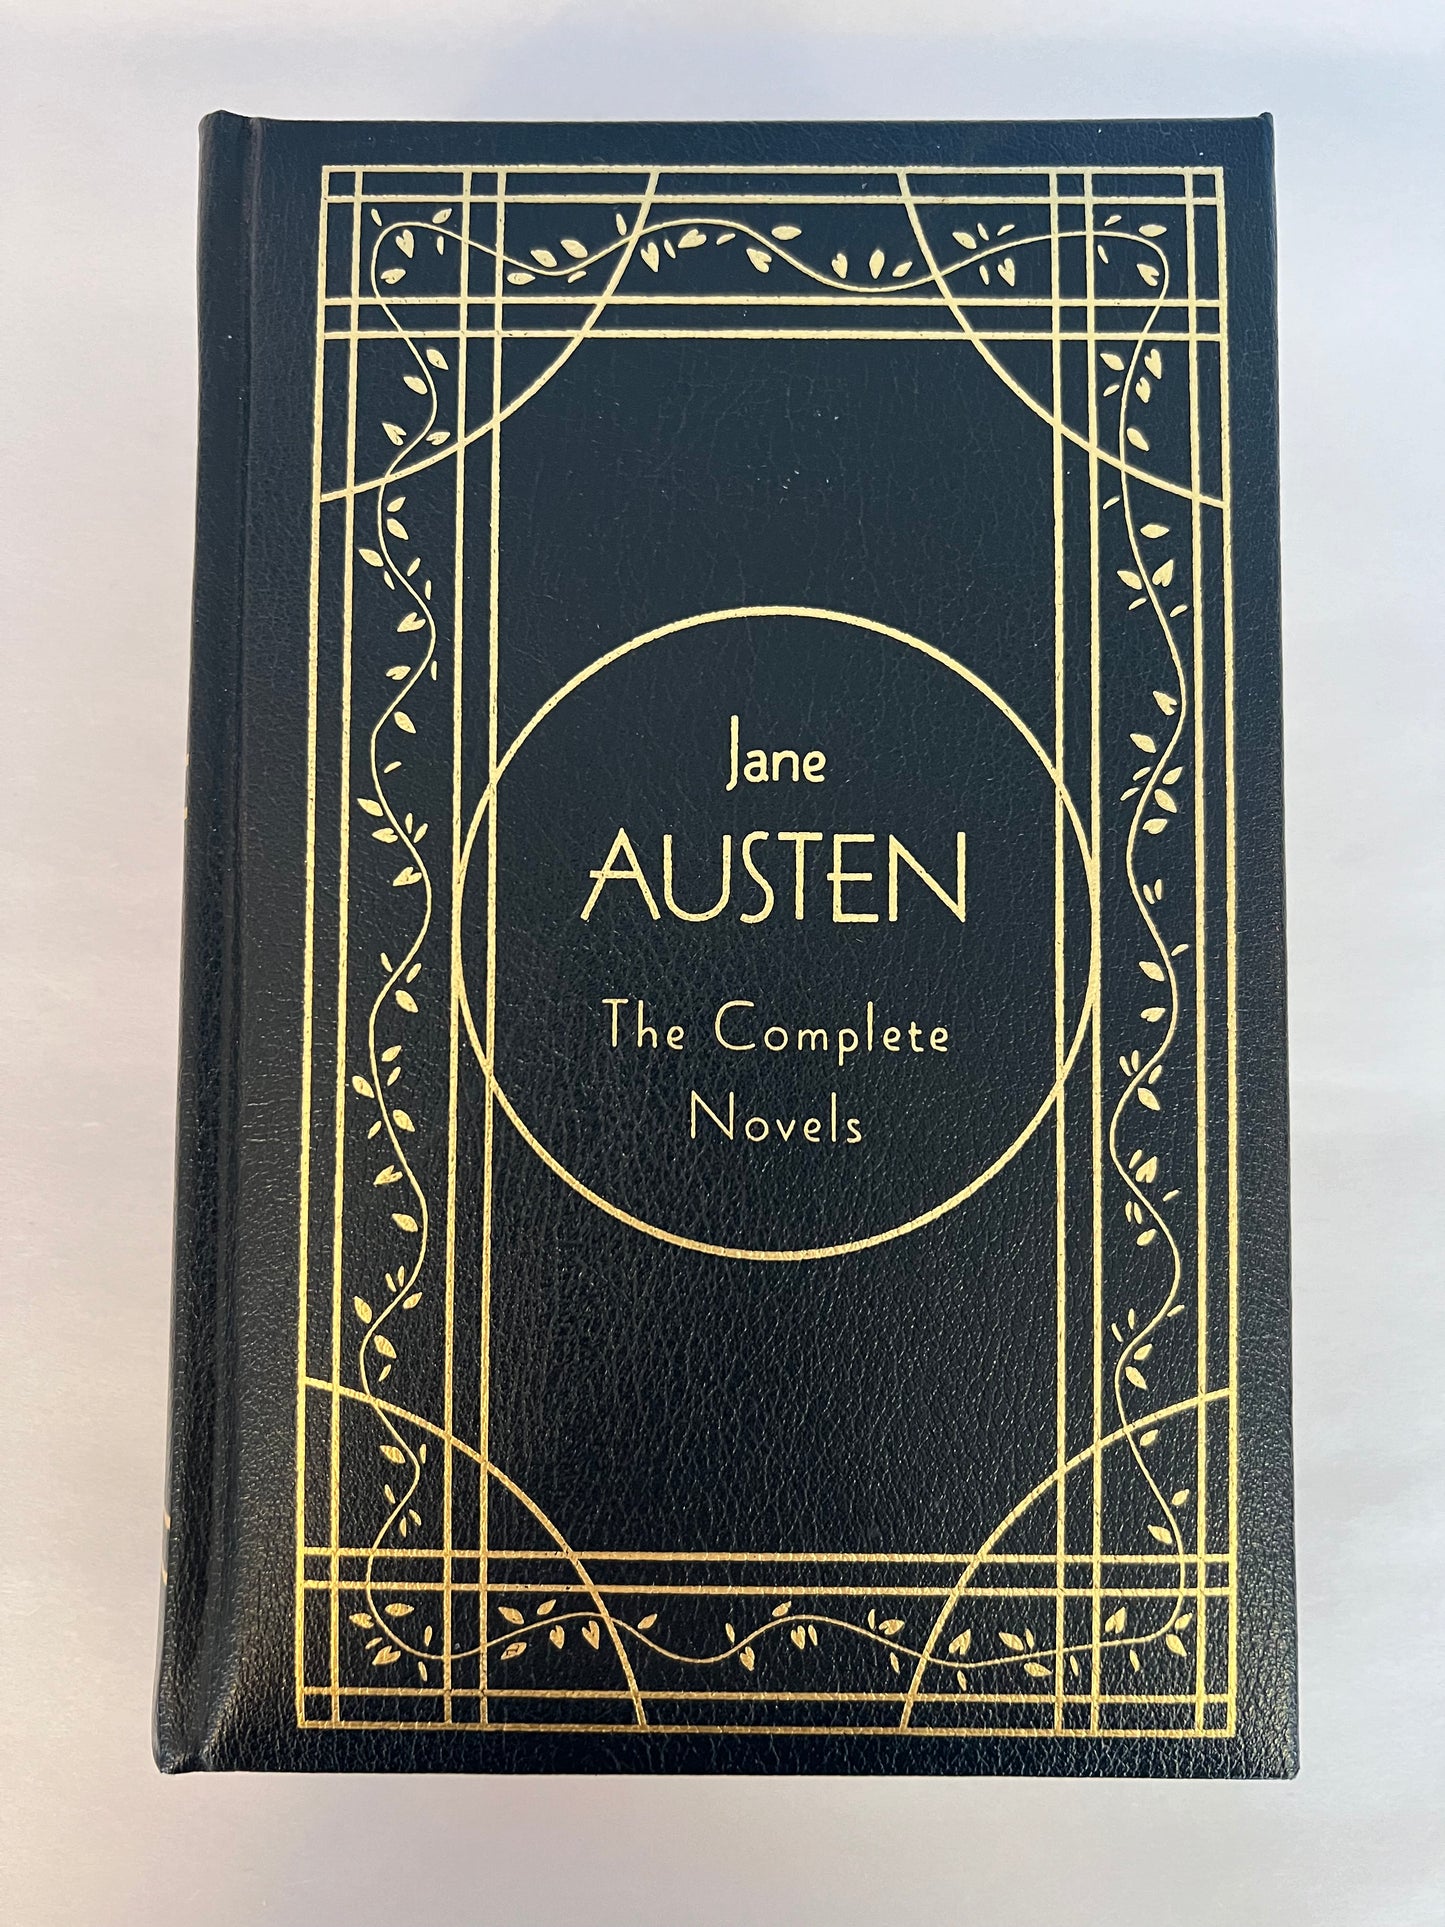 Jane
AUSTEN
The Complete
Novels